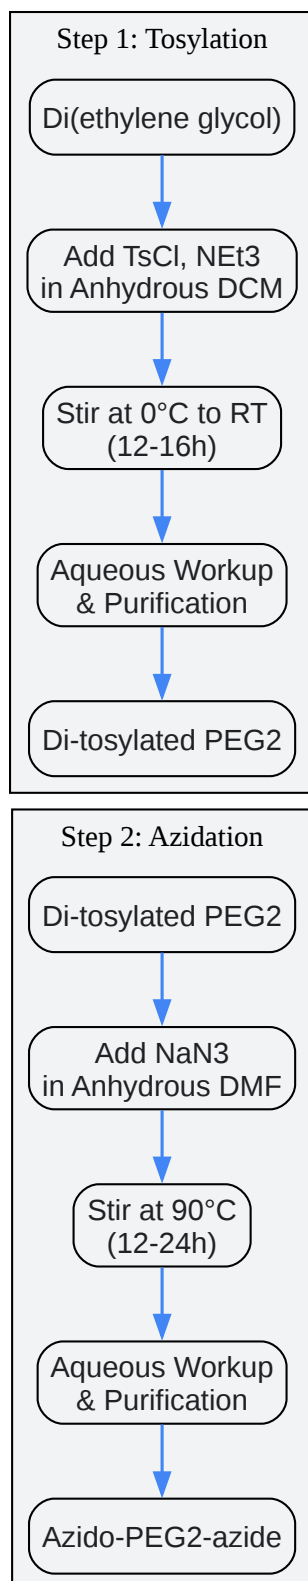 Step 1: Tosylation
Di(ethylene glycol)
Add TsCl, NEt3
in Anhydrous DCM
Stir at 0°C to RT
(12-16h)
Aqueous Workup
& Purification
Di-tosylated PEG2
Step 2: Azidation
Di-tosylated PEG2
Add NaN3
in Anhydrous DMF
Stir at 90°C
(12-24h)
Aqueous Workup
& Purification
Azido-PEG2-azide